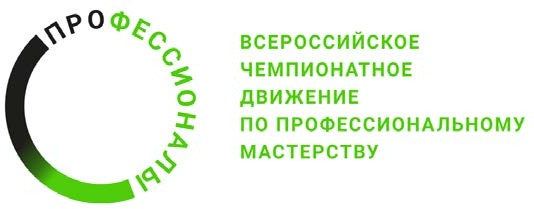 ПРОФЕССИОНАЛЫ
ВСЕРОССИЙСКОЕ
ЧЕМПИОНАТНОЕ
ДВИЖЕНИЕ
ПО ПРОФЕССИОНАЛЬНОМУ
МАСТЕРСТВУ